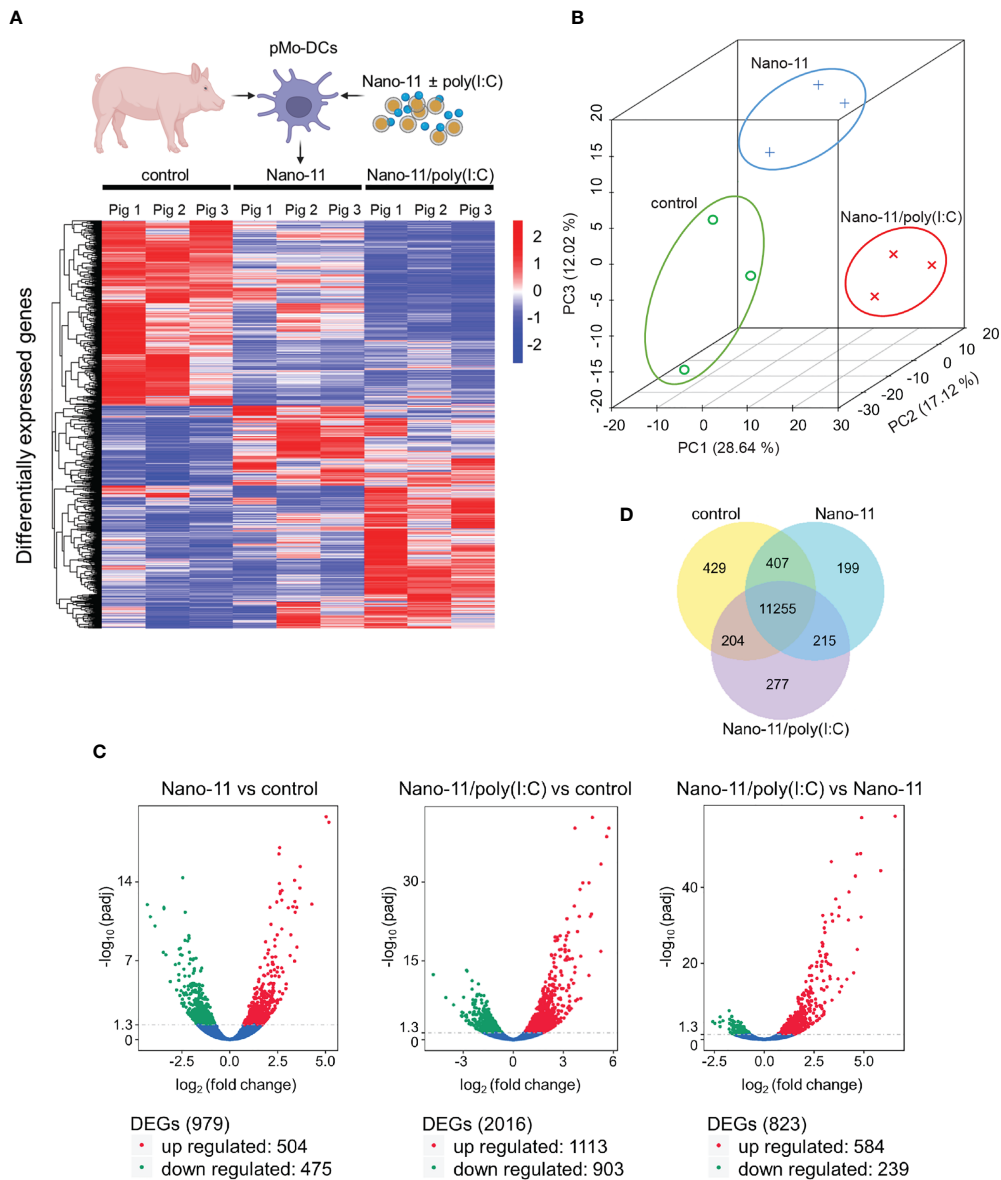 A
pMo-DCs
Nano-11 ± poly(I:C)
control
Nano-11
Nano-11/poly(I:C)
Pig 1 Pig 2 Pig 3 Pig 1 Pig 2 Pig 3 Pig 1 Pig 2 Pig 3
Differentially expressed genes
2
1
0
-1
-2
B
Nano-11
control
Nano-11/poly(I:C)
PC3 (12.02 %)
20
15
10
5
0
-5
-10
-15
-20
-20 -10 0 10 20 30
PC1 (28.64 %)
-30
-20
-10
0
10
20
PC2 (17.12 %)
D
control
Nano-11
429
407
199
11255
204
215
277
Nano-11/poly(I:C)
C
Nano-11 vs control
-log10 (padj)
14
7
1.3
0
-2.5 0.0 2.5 5.0
log2 (fold change)
DEGs (979)
up regulated: 504
down regulated: 475
Nano-11/poly(I:C) vs control
-log10 (padj)
30
15
1.3
0
-3 0 3 6
log2 (fold change)
DEGs (2016)
up regulated: 1113
down regulated: 903
Nano-11/poly(I:C) vs Nano-11
-log10 (padj)
40
20
1.3
0
-2.5 0.0 2.5 5.0
log2 (fold change)
DEGs (823)
up regulated: 584
down regulated: 239